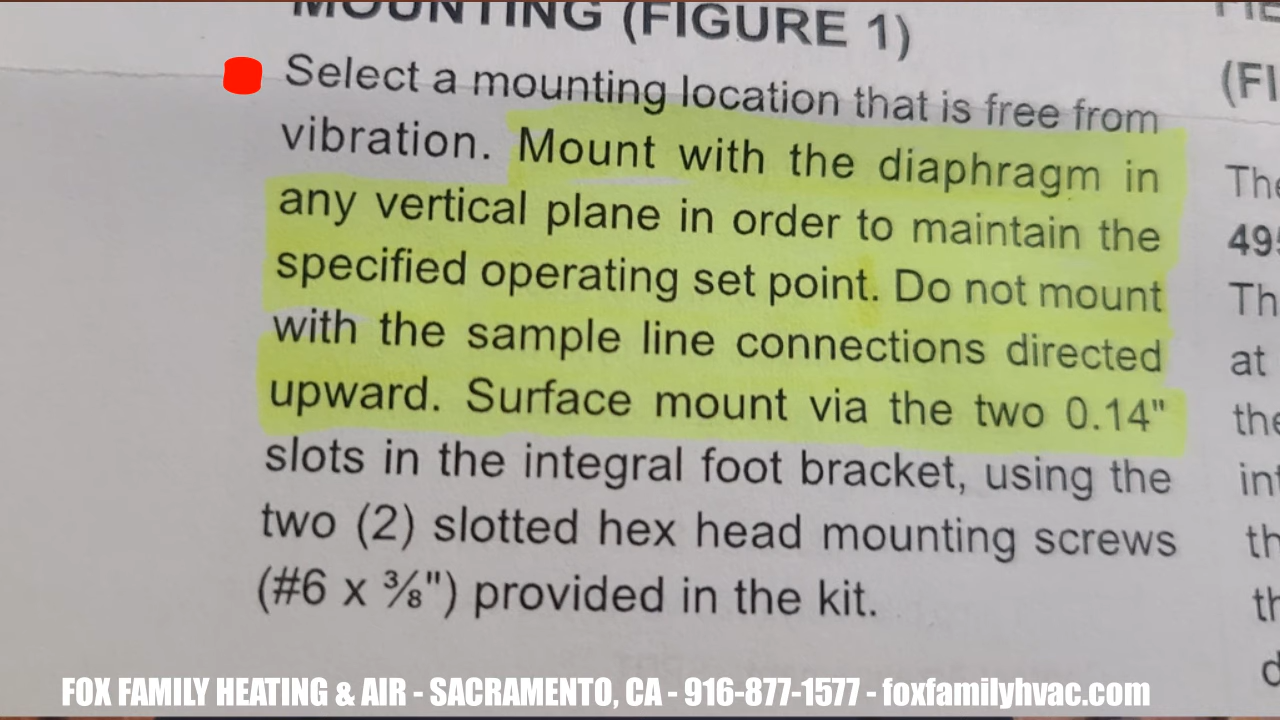 MOUNTING (FIGURE 1)
Select a mounting location that is free from
vibration. Mount with the diaphragm in
any vertical plane in order to maintain the
specified operating set point. Do not mount
with the sample line connections directed
upward. Surface mount via the two 0.14"
slots in the integral foot bracket, using the
two (2) slotted hex head mounting screws
(#6 x ⅜") provided in the kit.
(FI
The
495
Th
at
the
int
th
th
d
FOX FAMILY HEATING & AIR - SACRAMENTO, CA - 916-877-1577 - foxfamilyhvac.com